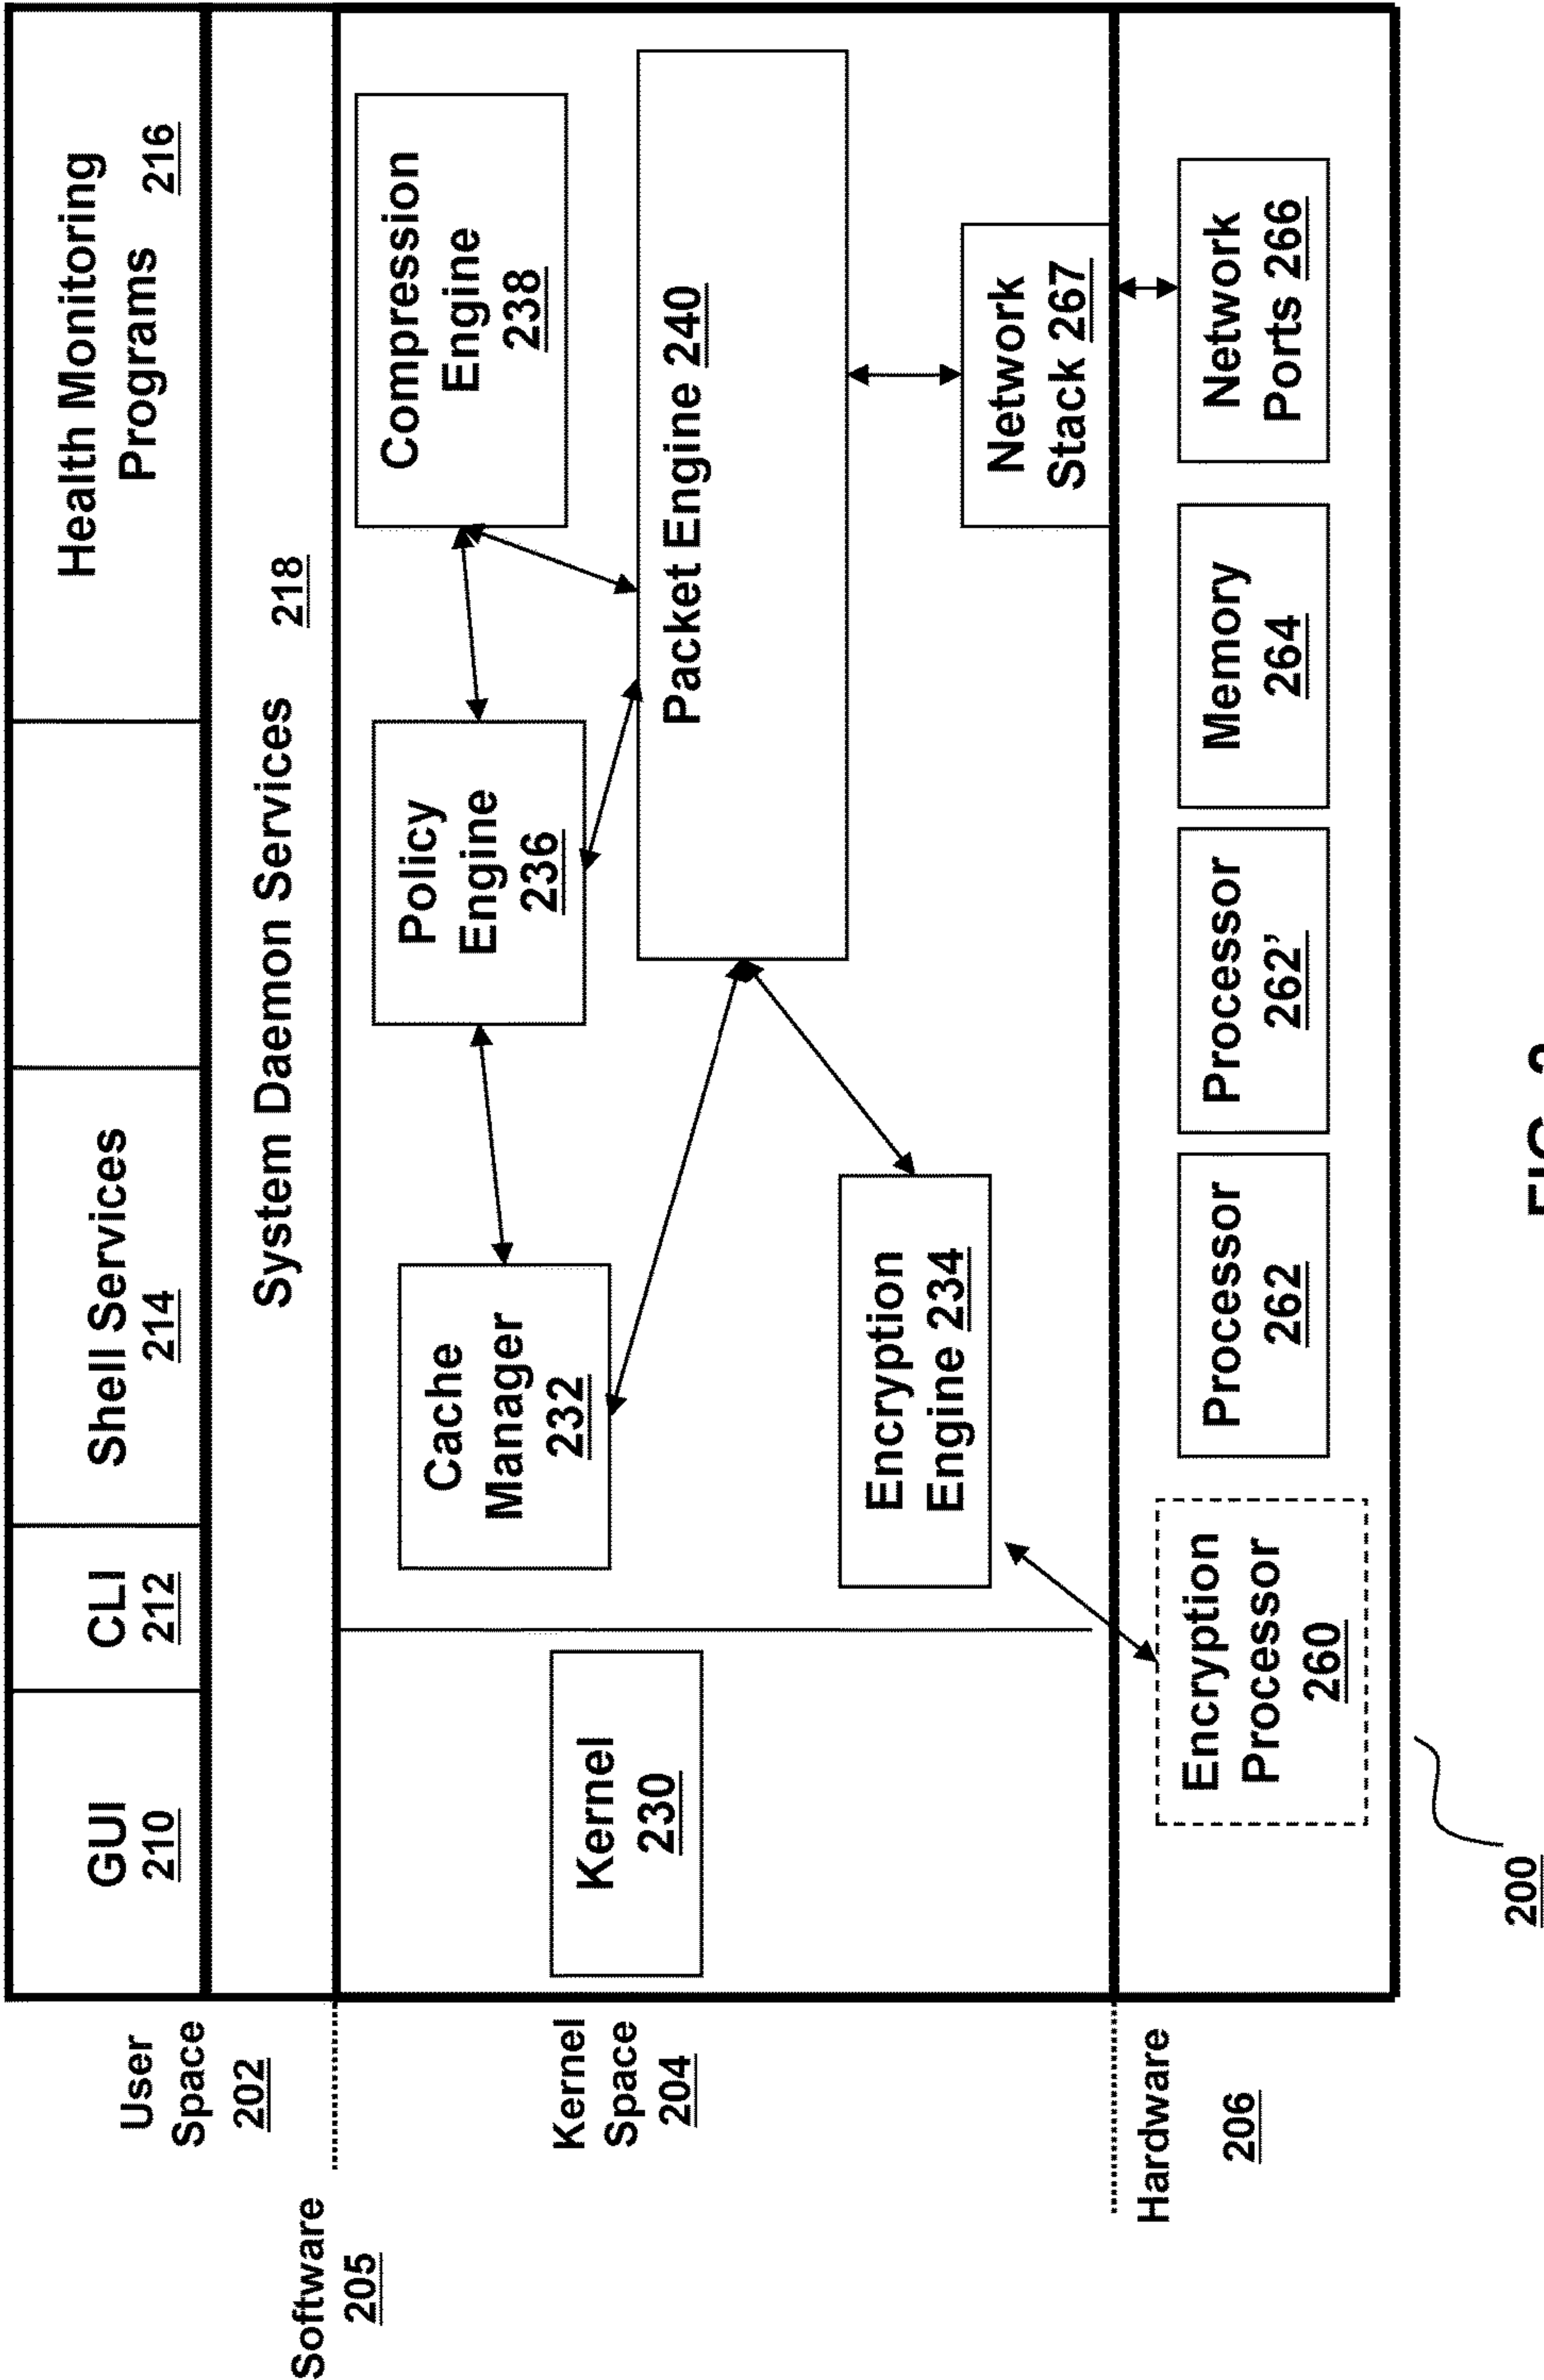 Software
205
User
Space
202
Kernel
Space
204
Hardware
206
GUI
210
CLI
212
Shell Services
214
Health Monitoring
Programs 216
System Daemon Services 218
Kernel
230
Cache
Manager
232
Policy
Engine
236
Compression
Engine
238
Packet Engine 240
Encryption
Engine 234
Network
Stack 267
Encryption
Processor
260
Processor
262
Processor
262’
Memory
264
Network
Ports 266
200